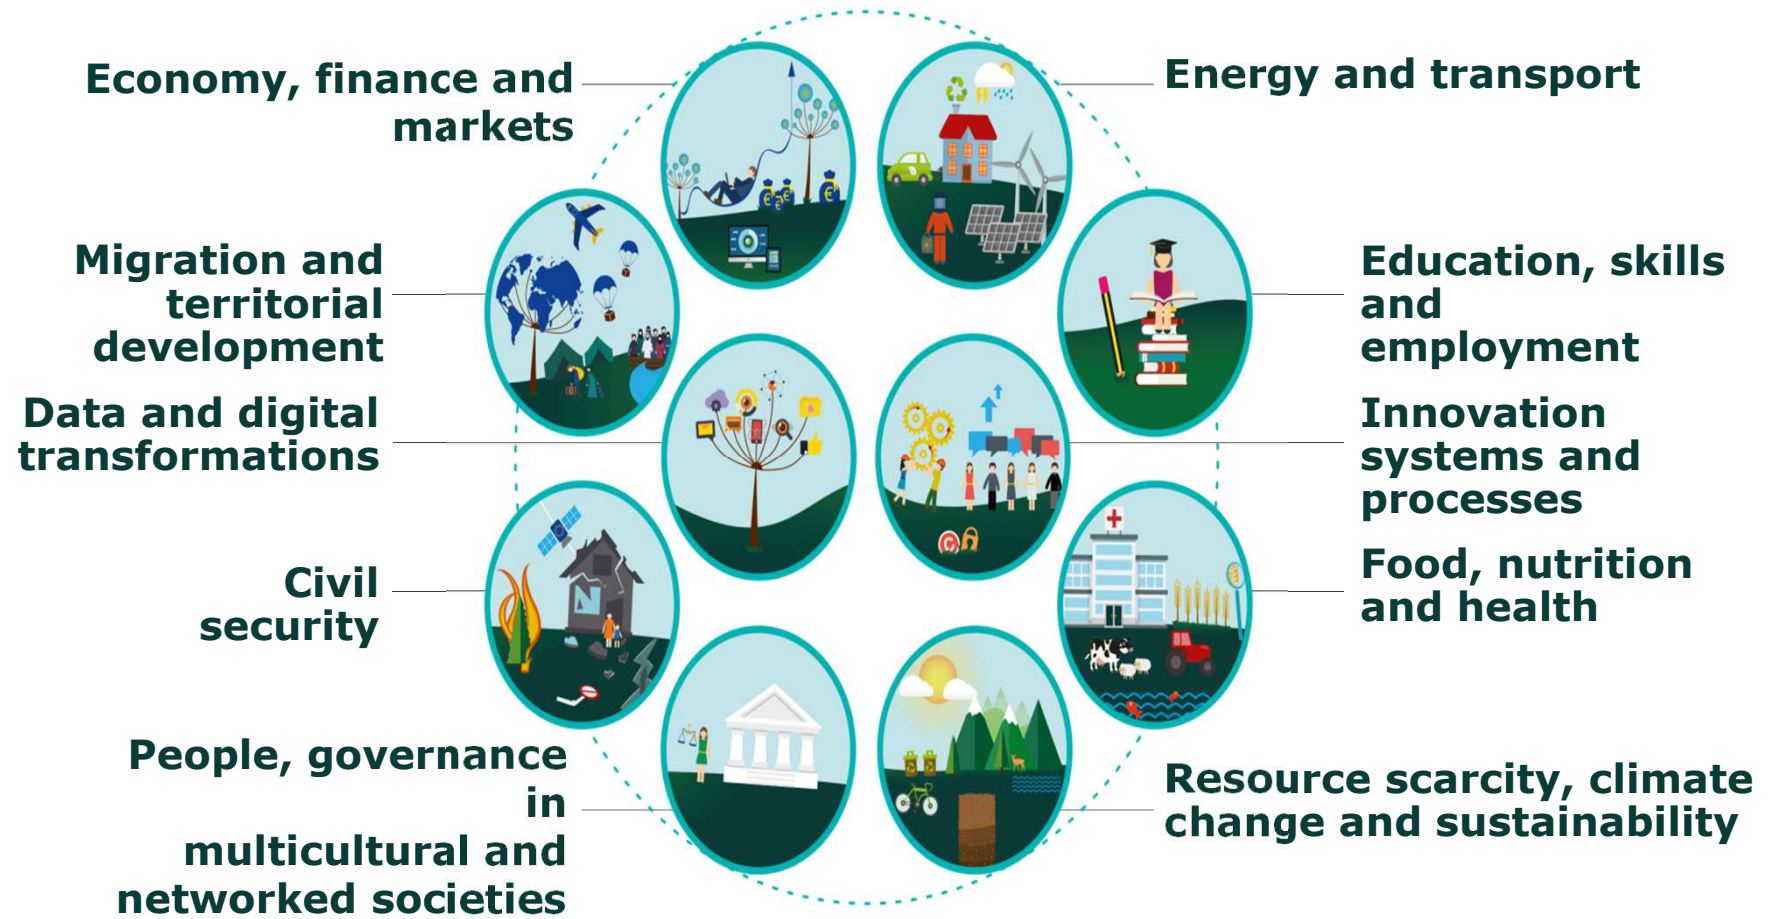 Economy, finance and
markets
Energy and transport
Migration and
territorial
development
Education, skills
and
employment
Data and digital
transformations
Innovation
systems and
processes
Civil
security
Food, nutrition
and health
People, governance
in
multicultural and
networked societies
Resource scarcity, climate
change and sustainability